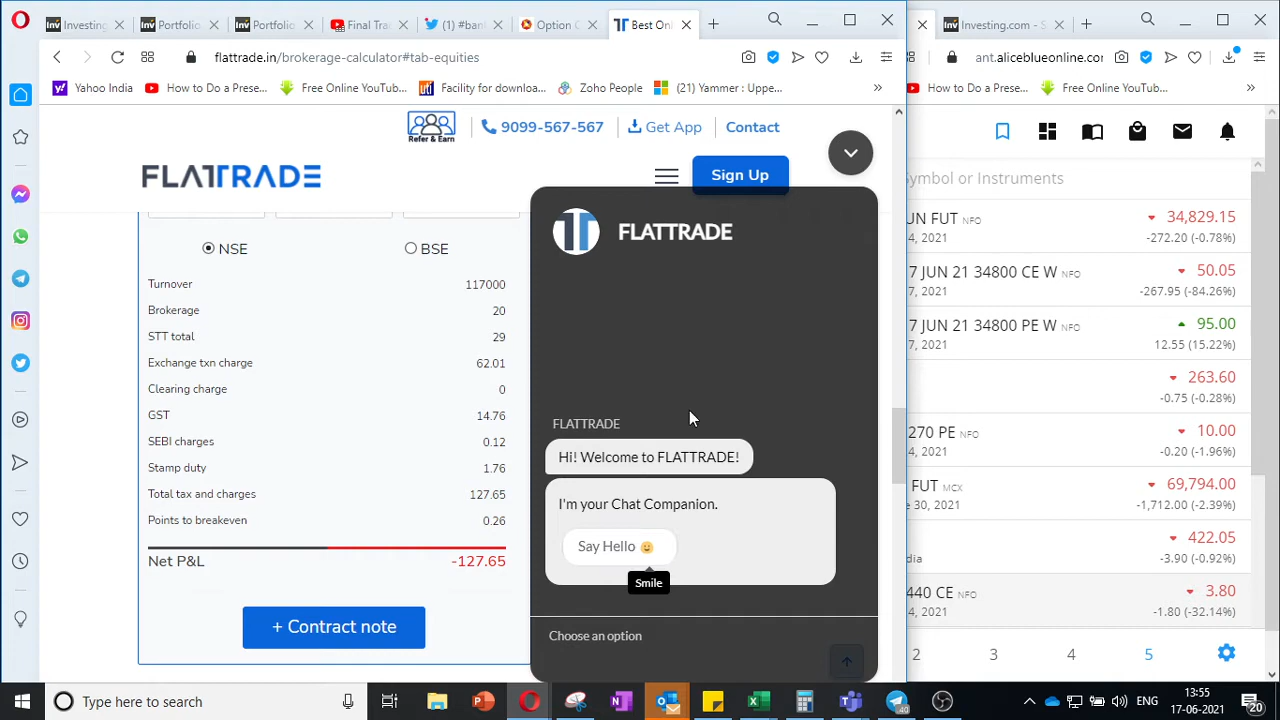 Investing
Portfolio
Portfolio
Final Tra
(1) #ban
Option C
Best Onl
Investing.com -
flattrade.in/brokerage-calculator#tab-equities
ant.aliceblueonline.co
Yahoo India
How to Do a Prese...
Free Online YouTub...
Facility for downloa...
Zoho People
(21) Yammer : Uppe...
How to Do a Prese...
Free Online YouTub...
Refer & Earn
9099-567-567
Get App
Contact
FLATTRADE
Sign Up
NSE
BSE
Turnover 117000
Brokerage 20
STT total 29
Exchange txn charge 62.01
Clearing charge 0
GST 14.76
SEBI charges 0.12
Stamp duty 1.76
Total tax and charges 127.65
Points to breakeven 0.26
Net P&L -127.65
+ Contract note
FLATTRADE
FLATTRADE
Hi! Welcome to FLATTRADE!
I'm your Chat Companion.
Say Hello 😊
Smile
Choose an option
Symbol or Instruments
UN FUT NFO 34,829.15
4, 2021 -272.20 (-0.78%)
7 JUN 21 34800 CE W NFO 50.05
7, 2021 -267.95 (-84.26%)
7 JUN 21 34800 PE W NFO 95.00
7, 2021 12.55 (15.22%)
263.60
-0.75 (-0.28%)
270 PE NFO 10.00
4, 2021 -0.20 (-1.96%)
FUT MCX 69,794.00
e 30, 2021 -1,712.00 (-2.39%)
422.05
dia -3.90 (-0.92%)
440 CE NFO 3.80
4, 2021 -1.80 (-32.14%)
2 3 4 5
Type here to search
40
ENG
13:55
17-06-2021
20